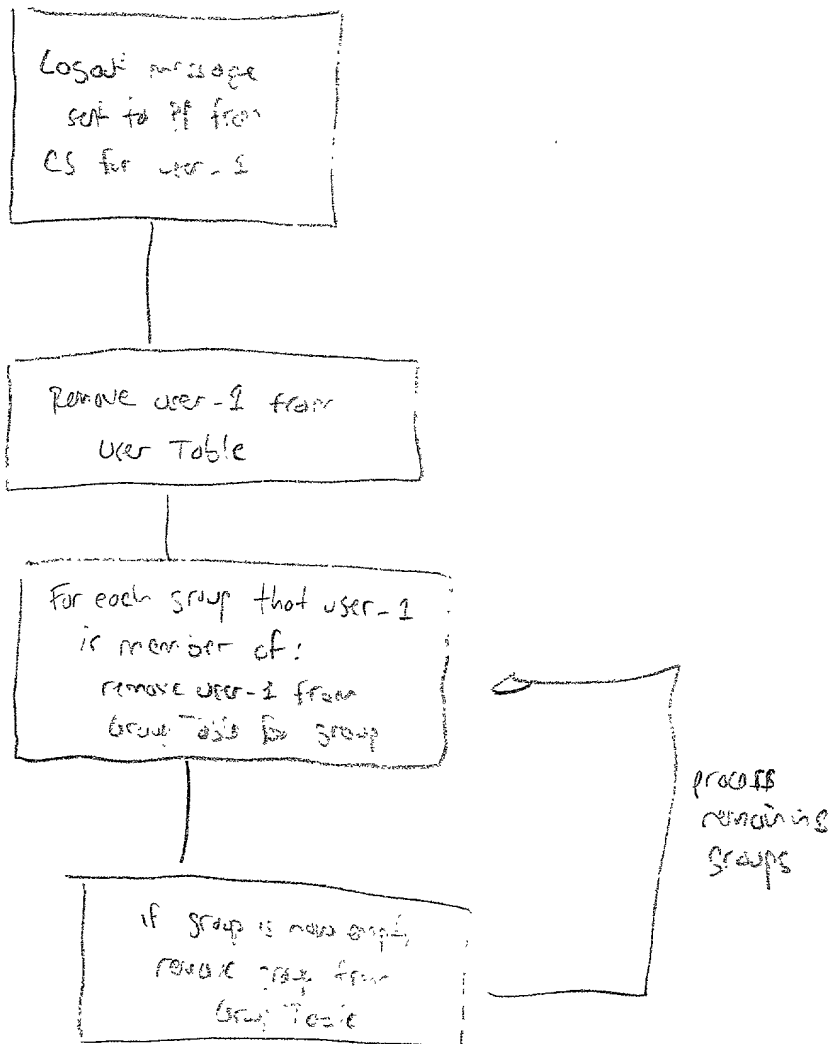 Logout message
sent to PP from
CS for user-1
Remove user-1 from
User Table
For each group that user-1
is member of:
remove user-1 from
Group Table for group
process
remaining
groups
if group is now empty,
remove group from
Group Table